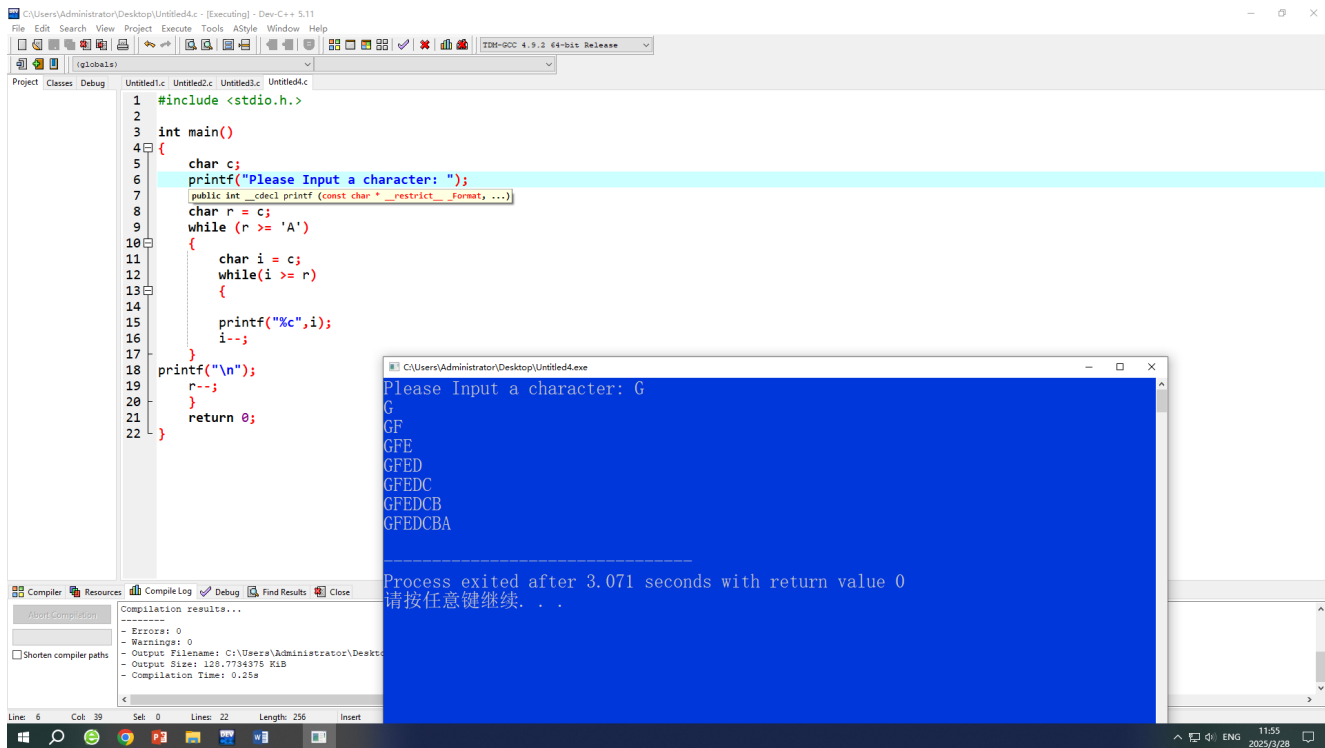 C:\Users\Administrator\Desktop\Untitled4.c - [Executing] - Dev-C++ 5.11
File Edit Search View Project Execute Tools AStyle Window Help
TDM-GCC 4.9.2 64-bit Release
(globals)
Project Classes Debug
Untitled1.c Untitled2.c Untitled3.c Untitled4.c
1 #include <stdio.h.>
2
3 int main()
4 {
5 char c;
6 printf("Please Input a character: ");
7 public int __cdecl printf (const char * __restrict__ _Format, ...)
8 char r = c;
9 while (r >= 'A')
10 {
11 char i = c;
12 while(i >= r)
13 {
14
15 printf("%c",i);
16 i--;
17 }
18 printf("\n");
19 r--;
20 }
21 return 0;
22 }
C:\Users\Administrator\Desktop\Untitled4.exe
Please Input a character: G
G
GF
GFE
GFED
GFEDC
GFEDCB
GFEDCBA
--------------------------------
Process exited after 3.071 seconds with return value 0
请按任意键继续. . .
Compiler Resources Compile Log Debug Find Results Close
Abort Compilation
Shorten compiler paths
Compilation results...
--------
- Errors: 0
- Warnings: 0
- Output Filename: C:\Users\Administrator\Deskto
- Output Size: 128.7734375 KiB
- Compilation Time: 0.25s
Line: 6 Col: 39 Sel: 0 Lines: 22 Length: 256 Insert
ENG
11:55
2025/3/28